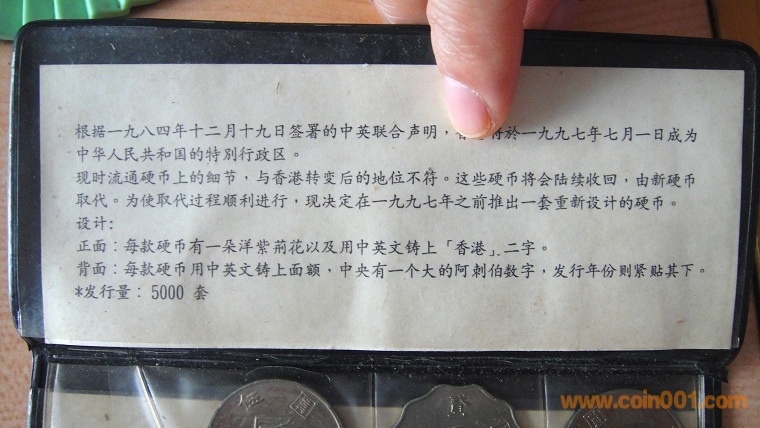 根据一九八四年十二月十九日签署的中英联合声明，将於一九九七年七月一日成为
中华人民共和国的特別行政区。
现时流通硬币上的细节，与香港转变后的地位不符。这些硬币将会陆续收回，由新硬币
取代。为使取代过程顺利进行，现决定在一九九七年之前推出一套重新设计的硬币。
设计：
正面：每款硬币有一朵洋紫荊花以及用中英文铸上「香港」二字。
背面：每款硬币用中英文铸上面额，中央有一个大的阿刺伯数字，发行年份则紧贴其下。
*发行量：5000 套
www.coin001.com